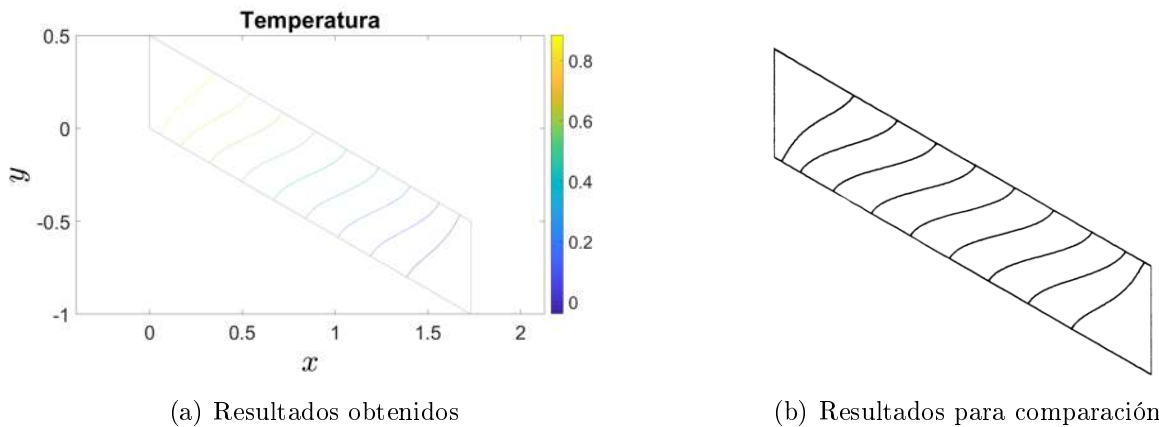 Temperatura
0.5
0
-0.5
-1
y
0
0.5
1
1.5
2
x
0.8
0.6
0.4
0.2
0
(a) Resultados obtenidos
(b) Resultados para comparación